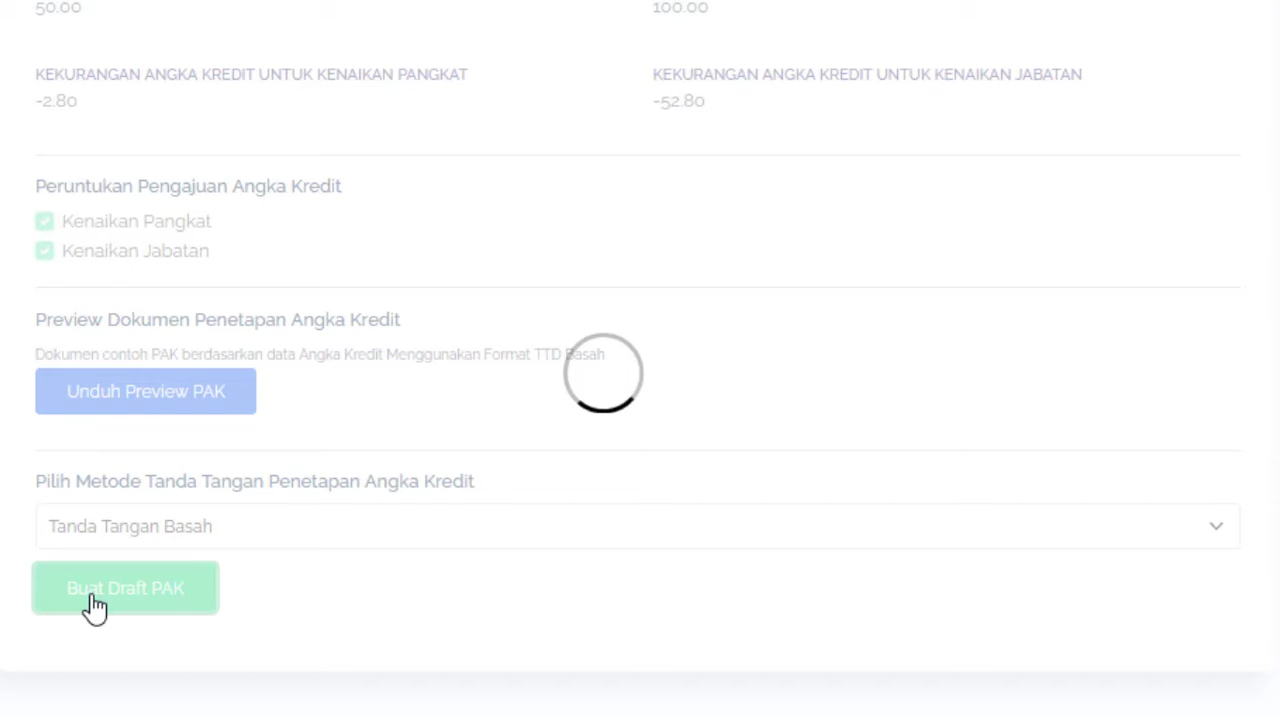 50.00 100.00
KEKURANGAN ANGKA KREDIT UNTUK KENAIKAN PANGKAT KEKURANGAN ANGKA KREDIT UNTUK KENAIKAN JABATAN
-2.80 -52.80
Peruntukan Pengajuan Angka Kredit
Kenaikan Pangkat
Kenaikan Jabatan
Preview Dokumen Penetapan Angka Kredit
Dokumen contoh PAK berdasarkan data Angka Kredit Menggunakan Format TTD Basah
Unduh Preview PAK
Pilih Metode Tanda Tangan Penetapan Angka Kredit
Tanda Tangan Basah
Buat Draft PAK